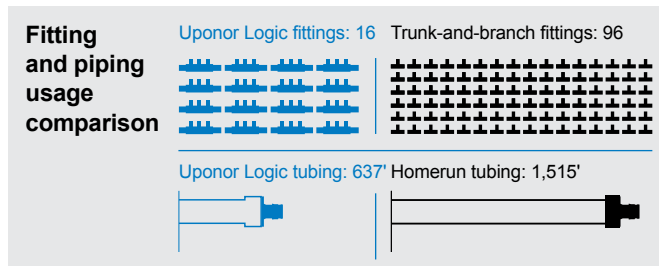 Fitting
and piping
usage
comparison
Uponor Logic fittings: 16
Trunk-and-branch fittings: 96
Uponor Logic tubing: 637'
Homerun tubing: 1,515'